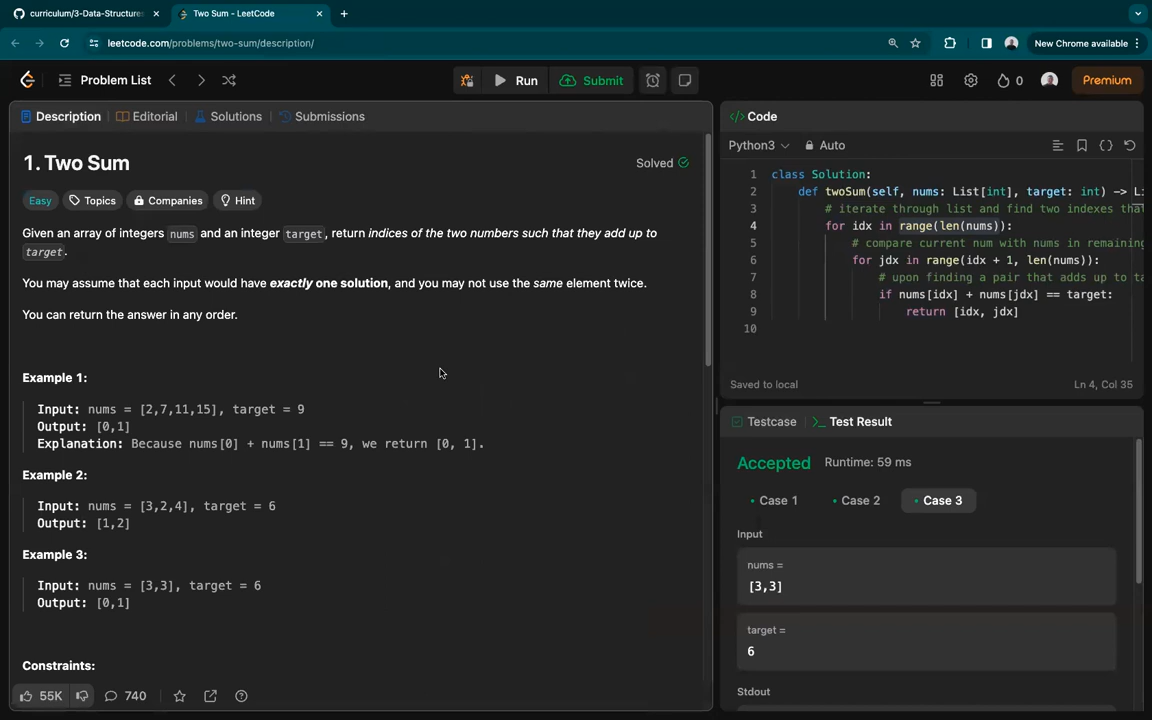 curriculum/3-Data-Structures
Two Sum - LeetCode
leetcode.com/problems/two-sum/description/
New Chrome available
Problem List
Run
Submit
0
Premium
Description
Editorial
Solutions
Submissions
1. Two Sum
Solved
Easy
Topics
Companies
Hint
Given an array of integers nums and an integer target, return indices of the two numbers such that they add up to
target.
You may assume that each input would have exactly one solution, and you may not use the same element twice.
You can return the answer in any order.
Example 1:
Input: nums = [2,7,11,15], target = 9
Output: [0,1]
Explanation: Because nums[0] + nums[1] == 9, we return [0, 1].
Example 2:
Input: nums = [3,2,4], target = 6
Output: [1,2]
Example 3:
Input: nums = [3,3], target = 6
Output: [0,1]
Constraints:
55K
740
</> Code
Python3
Auto
1 class Solution:
2 def twoSum(self, nums: List[int], target: int) -> Li
3 # iterate through list and find two indexes tha
4 for idx in range(len(nums)):
5 # compare current num with nums in remaining
6 for jdx in range(idx + 1, len(nums)):
7 # upon finding a pair that adds up to ta
8 if nums[idx] + nums[jdx] == target:
9 return [idx, jdx]
10
Saved to local
Ln 4, Col 35
Testcase
Test Result
Accepted
Runtime: 59 ms
Case 1
Case 2
Case 3
Input
nums =
[3,3]
target =
6
Stdout